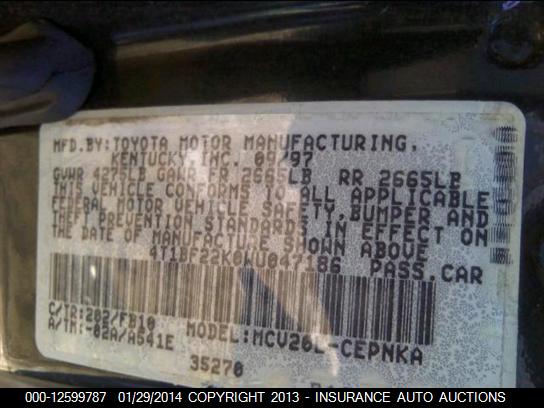 MFD.BY:TOYOTA MOTOR MANUFACTURING,
KENTUCKY INC. 09/97
GVWR 4275LB GAWR FR 2665LB RR 2665LB
THIS VEHICLE CONFORMS TO ALL APPLICABLE
FEDERAL MOTOR VEHICLE SAFETY,BUMPER AND
THEFT PREVENTION STANDARDS IN EFFECT ON
THE DATE OF MANUFACTURE SHOWN ABOVE
4T1BF22K0WU047186 PASS.CAR
C/TR:202/FB10 MODEL:MCV20L-CEPNKA
A/TM:-02A/A541E
35270
000-12599787 01/29/2014 COPYRIGHT 2013 - INSURANCE AUTO AUCTIONS